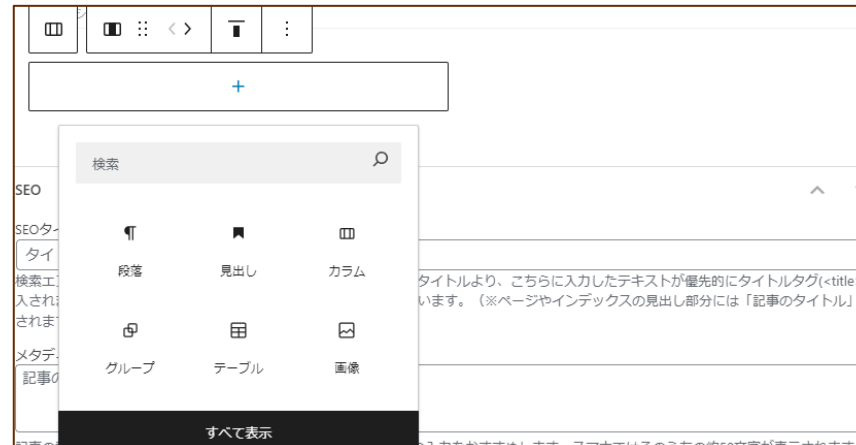 検索
SEO
SEOタイ
段落
見出し
カラム
タイ
検索エ
タイトルより、こちらに入力したテキストが優先的にタイトルタグ(<title
入され
います。（※ページやインデックスの見出し部分には「記事のタイトル」
されま
グループ
テーブル
画像
メタデ
記事の
すべて表示